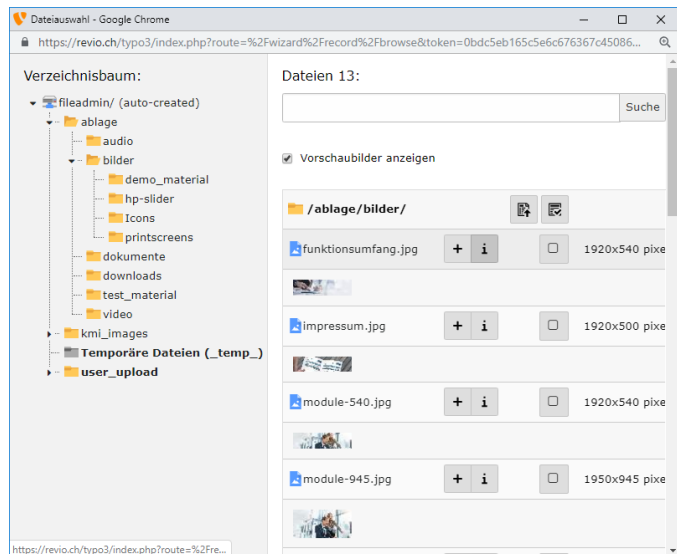 Dateiauswahl - Google Chrome
https://revio.ch/typo3/index.php?route=%2Fwizard%2Frecord%2Fbrowse&token=0bdc5eb165c5e6c676367c45086...
Verzeichnisbaum:
fileadmin/ (auto-created)
ablage
audio
bilder
demo_material
hp-slider
Icons
printscreens
dokumente
downloads
test_material
video
kmi_images
Temporäre Dateien (_temp_)
user_upload
Dateien 13:
Suche
Vorschaubilder anzeigen
/ablage/bilder/
funktionsumfang.jpg + i 1920x540 pixe
impressum.jpg + i 1920x500 pixe
module-540.jpg + i 1920x540 pixe
module-945.jpg + i 1950x945 pixe
https://revio.ch/typo3/index.php?route=%2Fre...